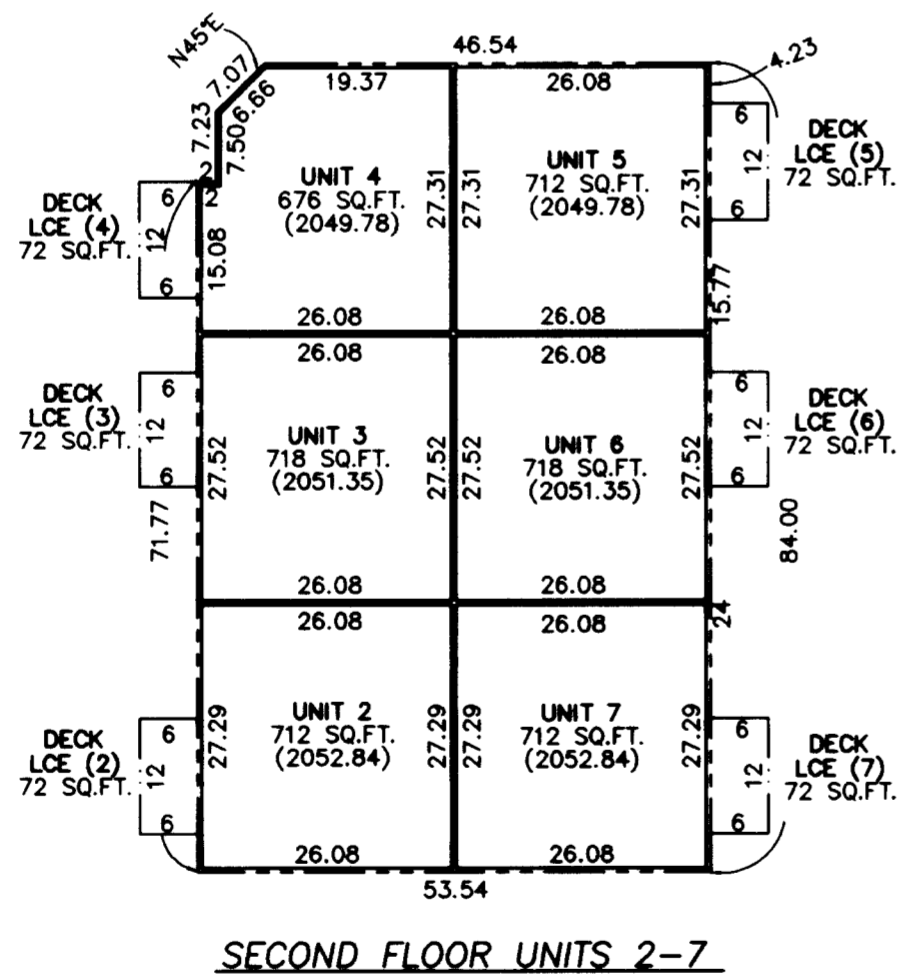 N45°E
46.54
4.23
7.07
6.66
19.37
26.08
7.23
7.50
2
2
UNIT 4
676 SQ.FT.
(2049.78)
27.31
27.31
UNIT 5
712 SQ.FT.
(2049.78)
27.31
6
12
6
DECK
LCE (5)
72 SQ.FT.
DECK
LCE (4)
72 SQ.FT.
6
12
6
15.08
15.77
26.08
26.08
26.08
26.08
DECK
LCE (3)
72 SQ.FT.
6
12
6
27.52
UNIT 3
718 SQ.FT.
(2051.35)
27.52
27.52
UNIT 6
718 SQ.FT.
(2051.35)
27.52
6
12
6
DECK
LCE (6)
72 SQ.FT.
71.77
84.00
26.08
26.08
26.08
26.08
24
DECK
LCE (2)
72 SQ.FT.
6
12
6
27.29
UNIT 2
712 SQ.FT.
(2052.84)
27.29
27.29
UNIT 7
712 SQ.FT.
(2052.84)
27.29
6
12
6
DECK
LCE (7)
72 SQ.FT.
26.08
26.08
53.54
SECOND FLOOR UNITS 2-7